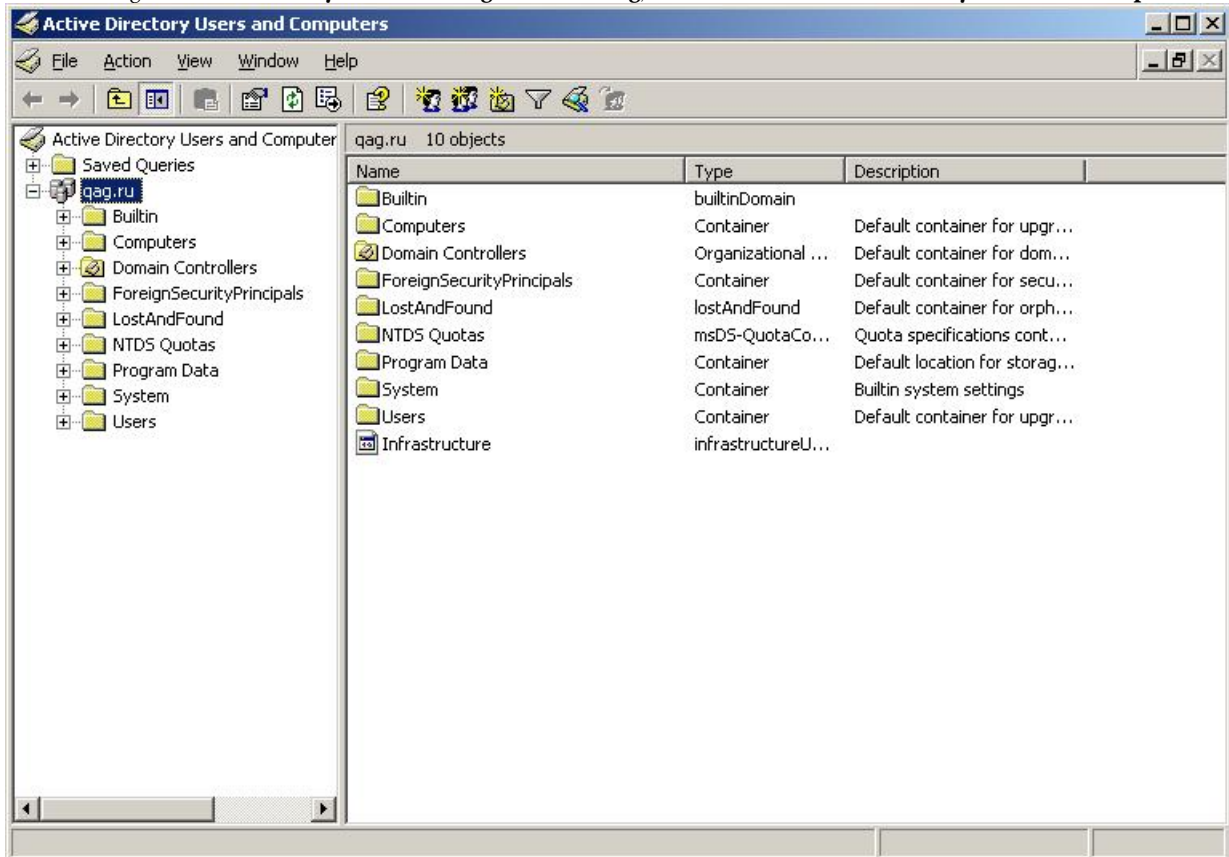 Active Directory Users and Computers
File Action View Window Help
Active Directory Users and Computer
Saved Queries
qag.ru
Builtin
Computers
Domain Controllers
ForeignSecurityPrincipals
LostAndFound
NTDS Quotas
Program Data
System
Users
qag.ru 10 objects
Name Type Description
Builtin builtinDomain
Computers Container Default container for upgr...
Domain Controllers Organizational ... Default container for dom...
ForeignSecurityPrincipals Container Default container for secu...
LostAndFound lostAndFound Default container for orph...
NTDS Quotas msDS-QuotaCo... Quota specifications cont...
Program Data Container Default location for storag...
System Container Builtin system settings
Users Container Default container for upgr...
Infrastructure infrastructureU...